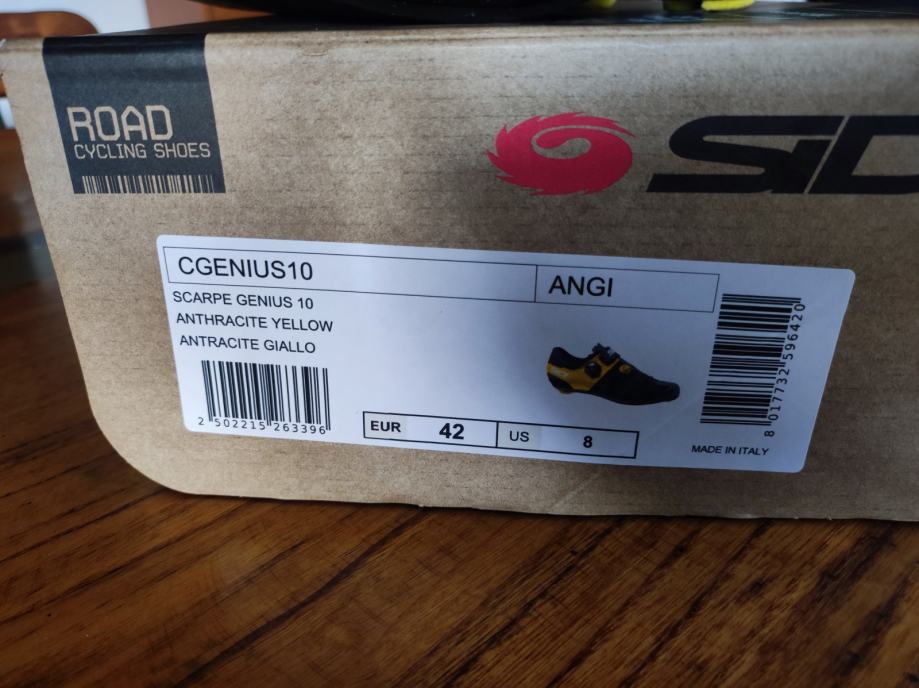 ROAD
CYCLING SHOES
CGENIUS10
ANGI
SCARPE GENIUS 10
ANTHRACITE YELLOW
ANTRACITE GIALLO
2 502215 263396
EUR 42 US 8
8 017732 596420
MADE IN ITALY